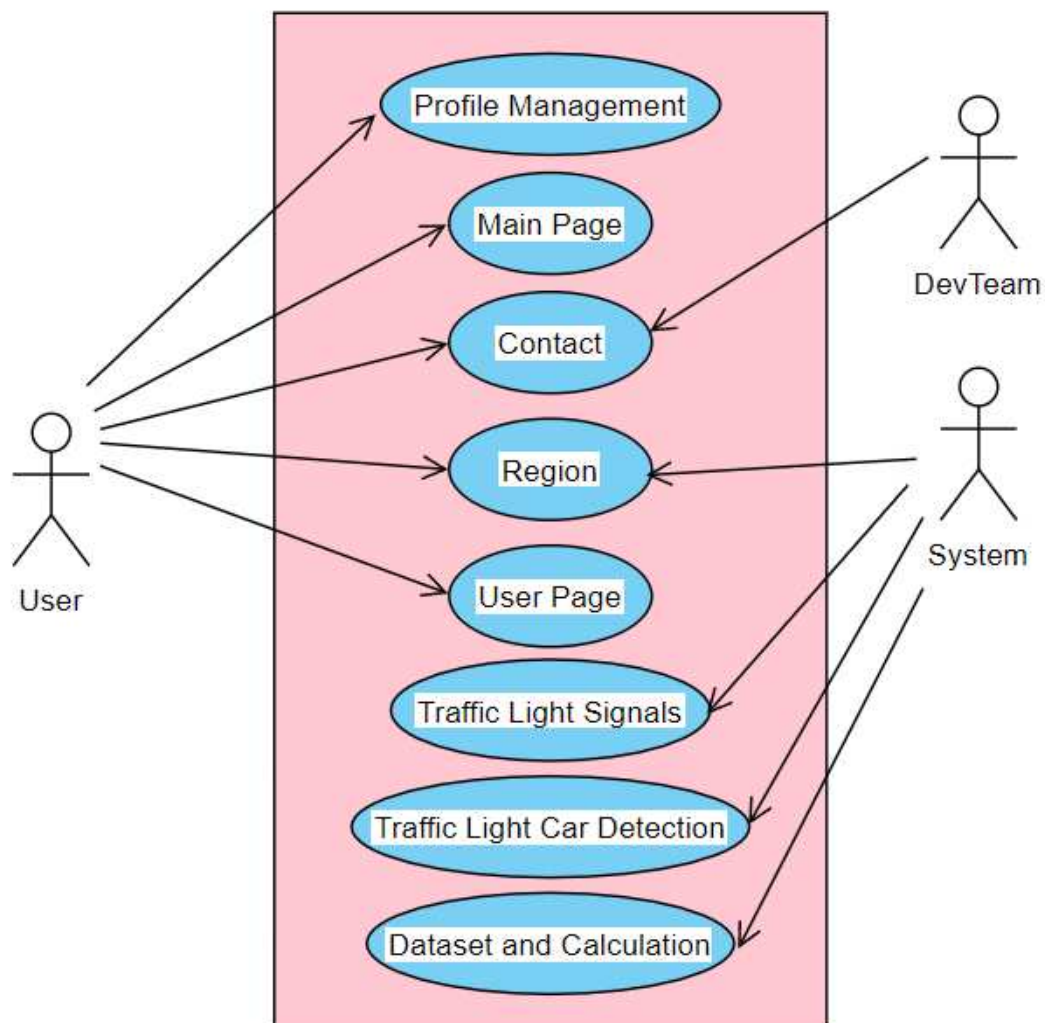 Profile Management
Main Page
Contact
Region
User Page
Traffic Light Signals
Traffic Light Car Detection
Dataset and Calculation
User
DevTeam
System